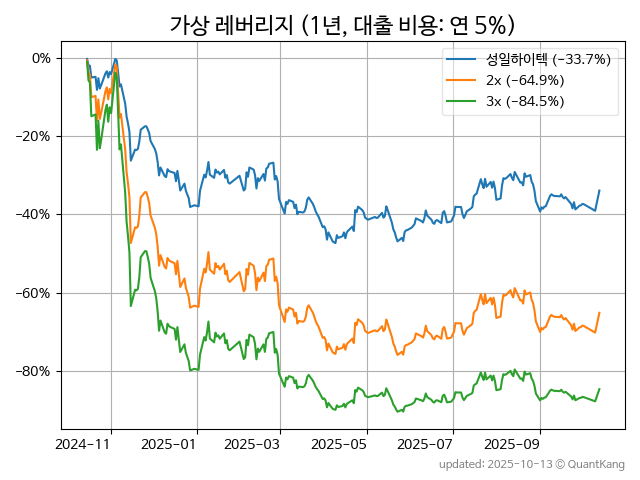 가상 레버리지 (1년, 대출 비용: 연 5%)
성일하이텍 (−33.7%)
2x (−64.9%)
3x (−84.5%)
0%
−20%
−40%
−60%
−80%
2024-11 2025-01 2025-03 2025-05 2025-07 2025-09
updated: 2025-10-13 © QuantKang